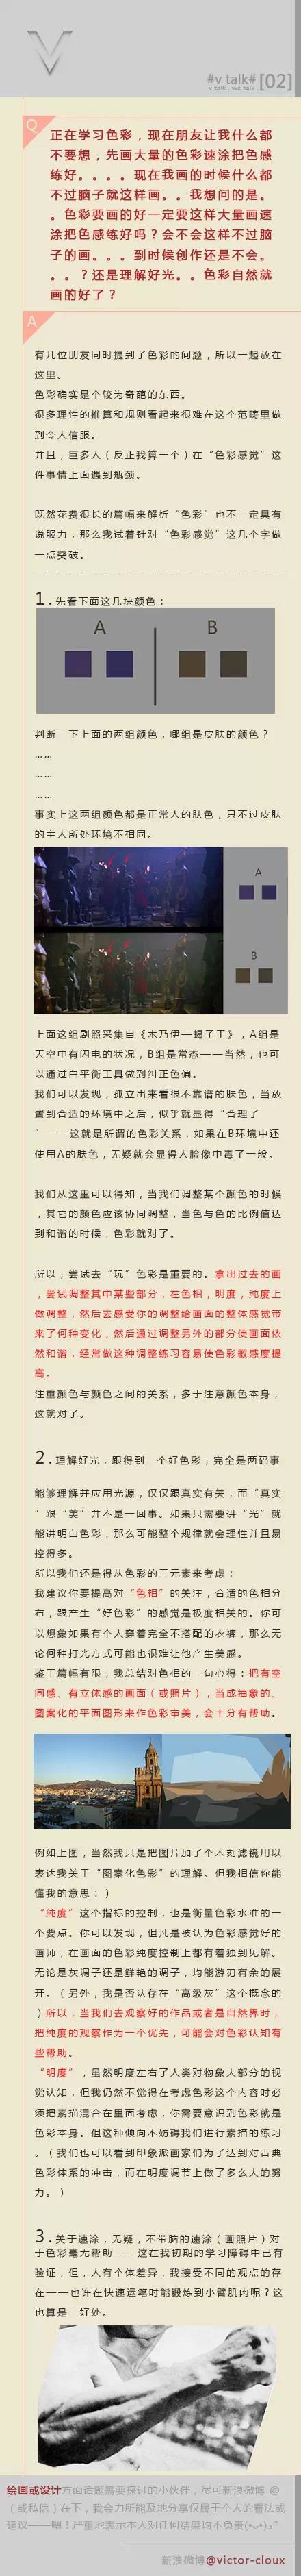 V
#v talk# [02]
v talk , we talk
Q
正在学习色彩，现在朋友让我什么都
不要想，先画大量的色彩速涂把色感
练好。。。。现在我画的时候什么都
不过脑子就这样画。。我想问的是。
。色彩要画的好一定要这样大量画速
涂把色感练好吗？会不会这样不过脑
子的画。。。到时候创作还是不会。
。。？还是理解好光。。色彩自然就
画的好了？
A
有几位朋友同时提到了色彩的问题，所以一起放在
这里。
色彩确实是个较为奇葩的东西。
很多理性的推算和规则看起来很难在这个范畴里做
到令人信服。
并且，巨多人（反正我算一个）在“色彩感觉”这
件事情上面遇到瓶颈。
既然花费很长的篇幅来解析“色彩”也不一定具有
说服力，那么我试着针对“色彩感觉”这几个字做
一点突破。
————————————————————
1.先看下面这几块颜色：
A B
判断一下上面的两组颜色，哪组是皮肤的颜色？
……
……
……
事实上这两组颜色都是正常人的肤色，只不过皮肤
的主人所处环境不相同。
A
B
上面这组剧照采集自《木乃伊—蝎子王》，A组是
天空中有闪电的状况，B组是常态——当然，也可
以通过白平衡工具做到纠正色偏。
我们可以发现，孤立出来看很不靠谱的肤色，当放
置到合适的环境中之后，似乎就显得“合理了
”——这就是所谓的色彩关系，如果在B环境中还
使用A的肤色，无疑就会显得人脸像中毒了一般。
我们从这里可以得知，当我们调整某个颜色的时候
，其它的颜色应该协同调整，当色与色的比例值达
到和谐的时候，色彩就对了。
所以，尝试去“玩”色彩是重要的。拿出过去的画
，尝试调整其中某些部分，在色相，明度，纯度上
做调整，然后去感受你的调整给画面的整体感觉带
来了何种变化，然后通过调整另外的部分使画面依
然和谐，经常做这种调整练习容易使色彩敏感度提
高。
注重颜色与颜色之间的关系，多于注意颜色本身，
这就对了。
2.理解好光，跟得到一个好色彩，完全是两码事
能够理解并应用光源，仅仅跟真实有关，而“真实
”跟“美”并不是一回事。如果只需要讲“光”就
能讲明白色彩，那么可能整个规律就会理性并且易
控得多。
所以我们还是得从色彩的三元素来考虑：
我建议你要提高对“色相”的关注，合适的色相分
布，跟产生“好色彩”的感觉是极度相关的。你可
以想象如果有个人穿着完全不搭配的衣裤，那么无
论何种打光方式可能也很难让他产生美感。
鉴于篇幅有限，我总结对色相的一句心得：把有空
间感、有立体感的画面（或照片），当成抽象的、
图案化的平面图形来作色彩审美，会十分有帮助。
例如上图，当然我只是把图片加了个木刻滤镜用以
表达我关于“图案化色彩”的理解。但我相信你能
懂我的意思：）
“纯度”这个指标的控制，也是衡量色彩水准的一
个要点。你可以发现，但凡是被认为色彩感觉好的
画师，在画面的色彩纯度控制上都有着独到见解。
无论是灰调子还是鲜艳的调子，均能游刃有余的展
开。（另外，我是否认存在“高级灰”这个概念的
）所以，当我们去观察好的作品或者是自然界时，
把纯度的观察作为一个优先，可能会对色彩认知有
些帮助。
“明度”，虽然明度左右了人类对物象大部分的视
觉认知，但我仍然不觉得在考虑色彩这个内容时必
须把素描混合在里面考虑，你需要意识到色彩就是
色彩本身。但这种倾向不妨碍我们进行素描的练习
。（我们也可以看到印象派画家们为了达到对古典
色彩体系的冲击，而在明度调节上做了多么大的努
力。）
3.关于速涂，无疑，不带脑的速涂（画照片）对
于色彩毫无帮助——这在我初期的学习障碍中已有
验证，但，人有个体差异，我接受不同的观点的存
在——也许在快速运笔时能锻炼到小臂肌肉呢？这
也算是一好处。
绘画或设计方面话题需要探讨的小伙伴，尽可新浪微博 @
（或私信）在下，我会力所能及地分享仅属于个人的看法或
建议——嗯！严肃地表示本人对任何结果均不负责(•ᴗ•)」ˇ
新浪微博@victor-cloux